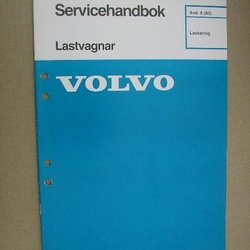 Servicehandbok
Avd. 8 (80)
Lackering
Lastvagnar
VOLVO